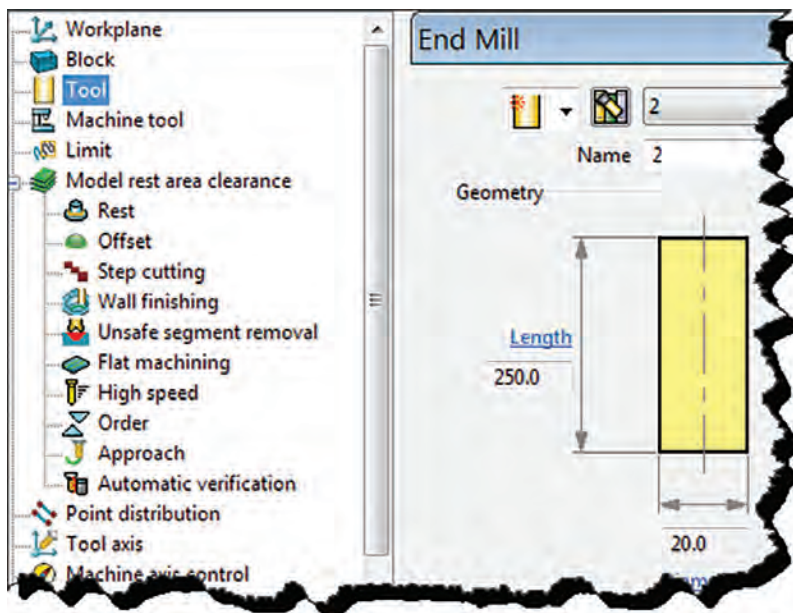 Workplane
Block
Tool
Machine tool
Limit
Model rest area clearance
Rest
Offset
Step cutting
Wall finishing
Unsafe segment removal
Flat machining
High speed
Order
Approach
Automatic verification
Point distribution
Tool axis
Machine axis control
End Mill
2
Name 2
Geometry
Length
250.0
20.0